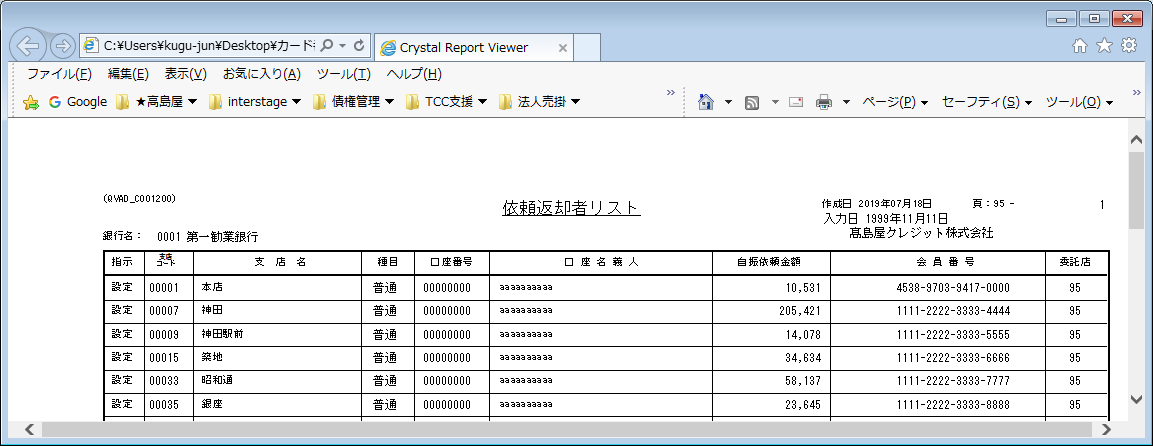 C:¥Users¥kugu-jun¥Desktop¥カード
Crystal Report Viewer
ファイル(F) 編集(E) 表示(V) お気に入り(A) ツール(T) ヘルプ(H)
Google ★高島屋 interstage 債権管理 TCC支援 法人売掛 » ページ(P) セーフティ(S) ツール(O) »
(QVAD_C001200)
依頼返却者リスト
作成日 2019年07月18日 頁：95 - 1
入力日 1999年11月11日
銀行名： 0001 第一勧業銀行
髙島屋クレジット株式会社
指示 支店コード 支 店 名 種目 口座番号 口 座 名 義 人 自振依頼金額 会 員 番 号 委託店
設定 00001 本店 普通 00000000 aaaaaaaaaa 10,531 4538-9703-9417-0000 95
設定 00007 神田 普通 00000000 aaaaaaaaaa 205,421 1111-2222-3333-4444 95
設定 00009 神田駅前 普通 00000000 aaaaaaaaaa 14,078 1111-2222-3333-5555 95
設定 00015 築地 普通 00000000 aaaaaaaaaa 34,634 1111-2222-3333-6666 95
設定 00033 昭和通 普通 00000000 aaaaaaaaaa 58,137 1111-2222-3333-7777 95
設定 00035 銀座 普通 00000000 aaaaaaaaaa 23,645 1111-2222-3333-8888 95